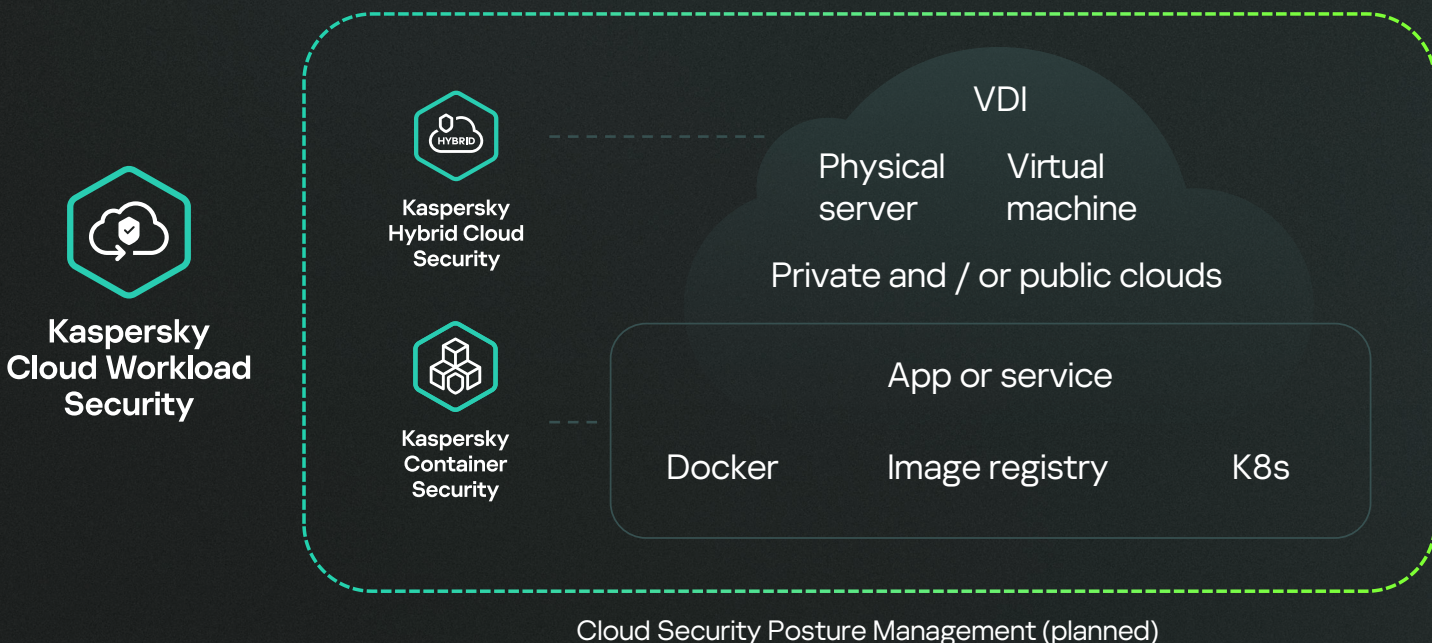 VDI
HYBRID
Physical
server
Virtual
machine
Kaspersky
Hybrid Cloud
Security
Private and / or public clouds
Kaspersky
Cloud Workload
Security
App or service
Kaspersky
Container
Security
Docker
Image registry
K8s
Cloud Security Posture Management (planned)